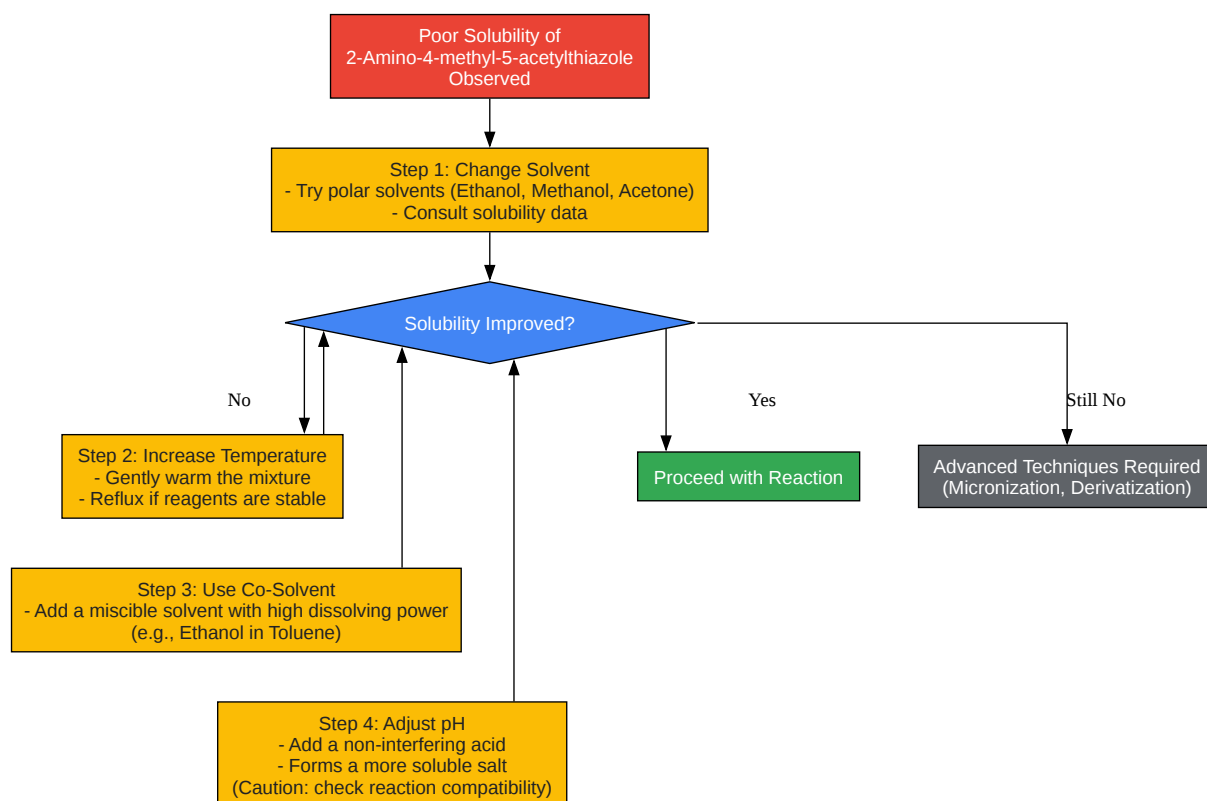 Poor Solubility of
2-Amino-4-methyl-5-acetylthiazole
Observed
Step 1: Change Solvent
- Try polar solvents (Ethanol, Methanol, Acetone)
- Consult solubility data
Solubility Improved?
No
Yes
Still No
Step 2: Increase Temperature
- Gently warm the mixture
- Reflux if reagents are stable
Proceed with Reaction
Advanced Techniques Required
(Micronization, Derivatization)
Step 3: Use Co-Solvent
- Add a miscible solvent with high dissolving power
(e.g., Ethanol in Toluene)
Step 4: Adjust pH
- Add a non-interfering acid
- Forms a more soluble salt
(Caution: check reaction compatibility)